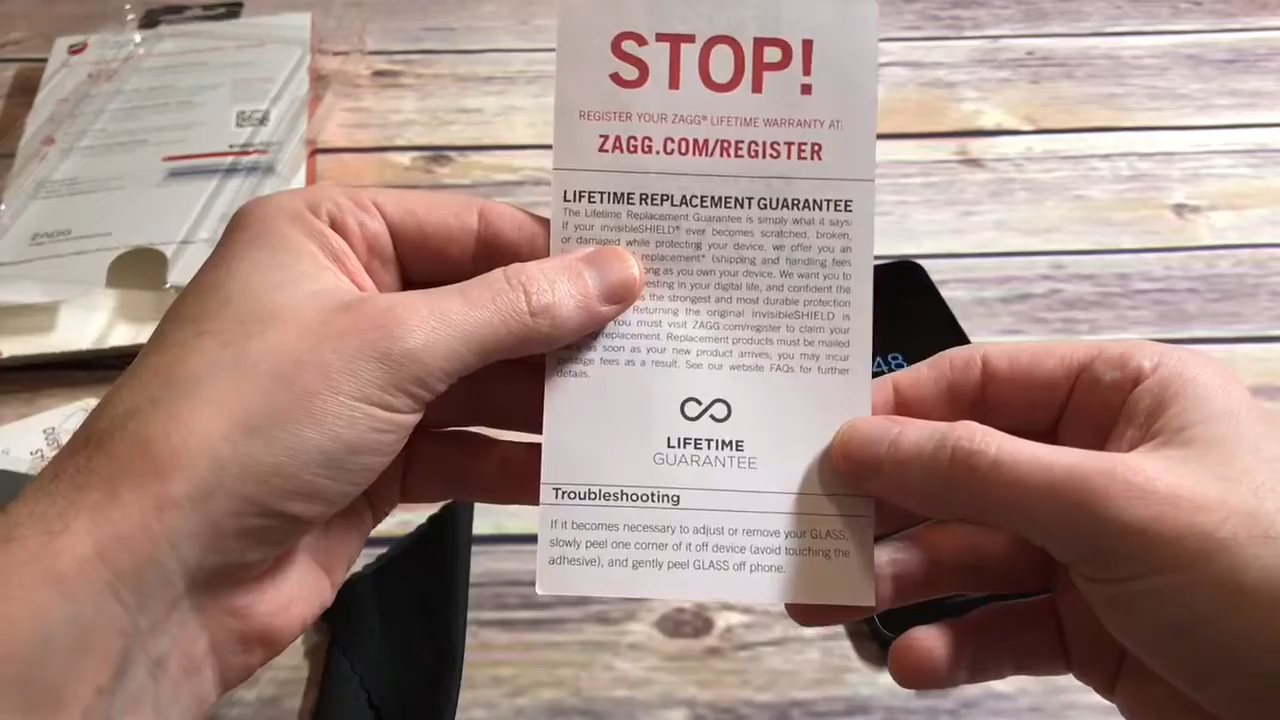 STOP!
REGISTER YOUR ZAGG® LIFETIME WARRANTY AT:
ZAGG.COM/REGISTER
LIFETIME REPLACEMENT GUARANTEE
The Lifetime Replacement Guarantee is simply what it says:
If your invisibleSHIELD® ever becomes scratched, broken,
or damaged while protecting your device, we offer you an
replacement* (shipping and handling fees
long as you own your device. We want you to
in your digital life, and confident the
is the strongest and most durable protection
Returning the original invisibleSHIELD is
You must visit ZAGG.com/register to claim your
replacement. Replacement products must be mailed
as soon as your new product arrives, you may incur
postage fees as a result. See our website FAQs for further
details.
LIFETIME
GUARANTEE
Troubleshooting
If it becomes necessary to adjust or remove your GLASS,
slowly peel one corner of it off device (avoid touching the
adhesive), and gently peel GLASS off phone.
48
ZAGG